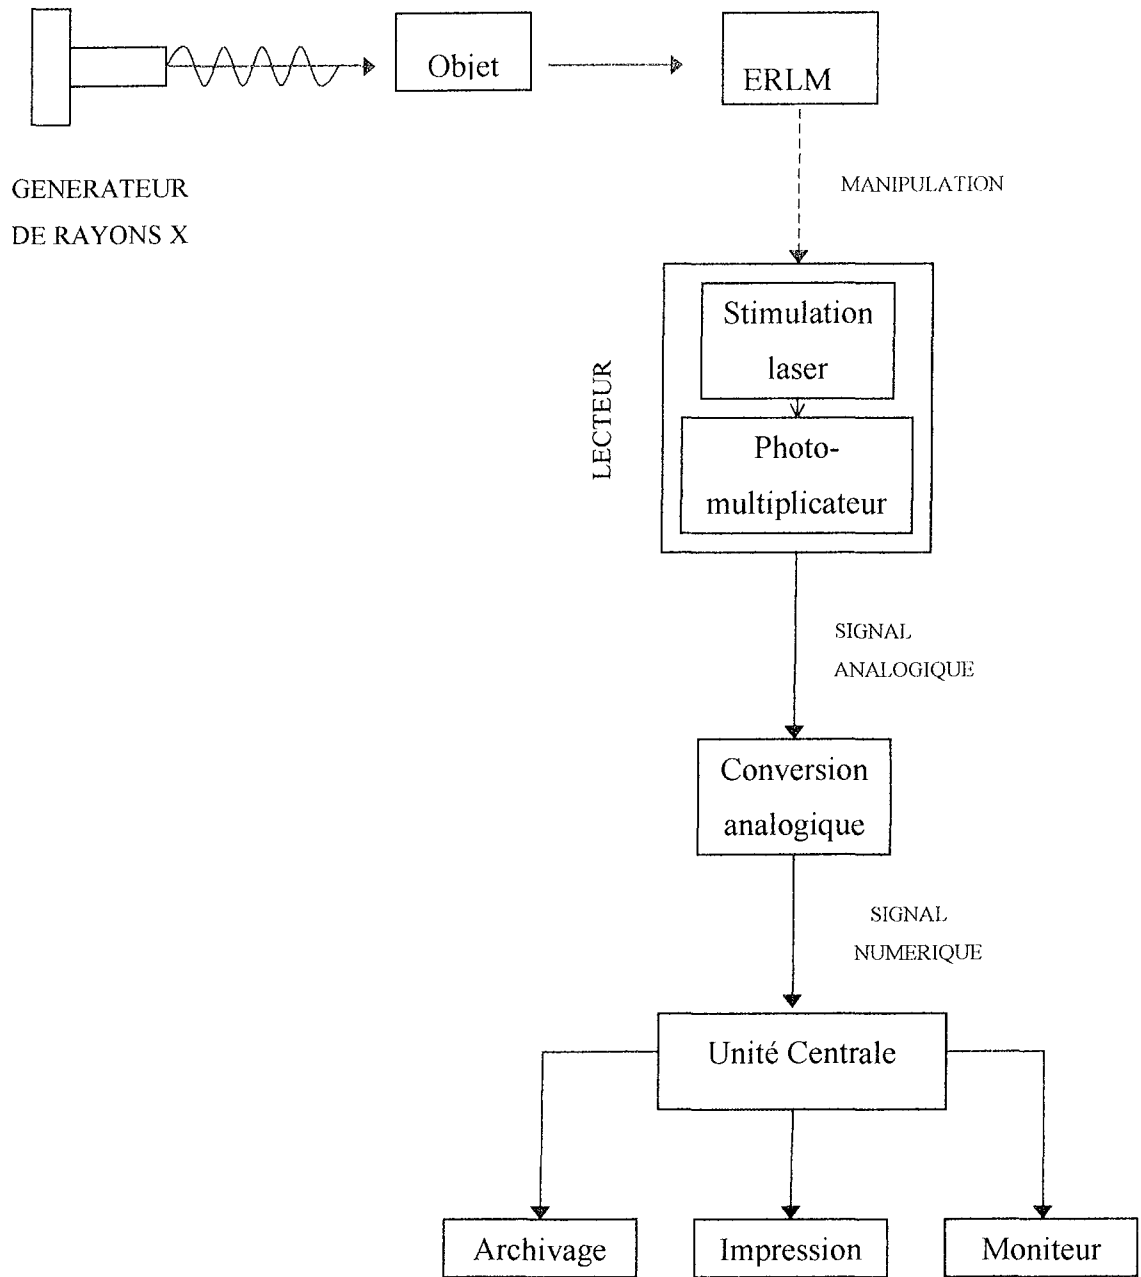 Objet
ERLM
GENERATEUR
DE RAYONS X
MANIPULATION
LECTEUR
Stimulation
laser
Photo-
multiplicateur
SIGNAL
ANALOGIQUE
Conversion
analogique
SIGNAL
NUMERIQUE
Unité Centrale
Archivage
Impression
Moniteur